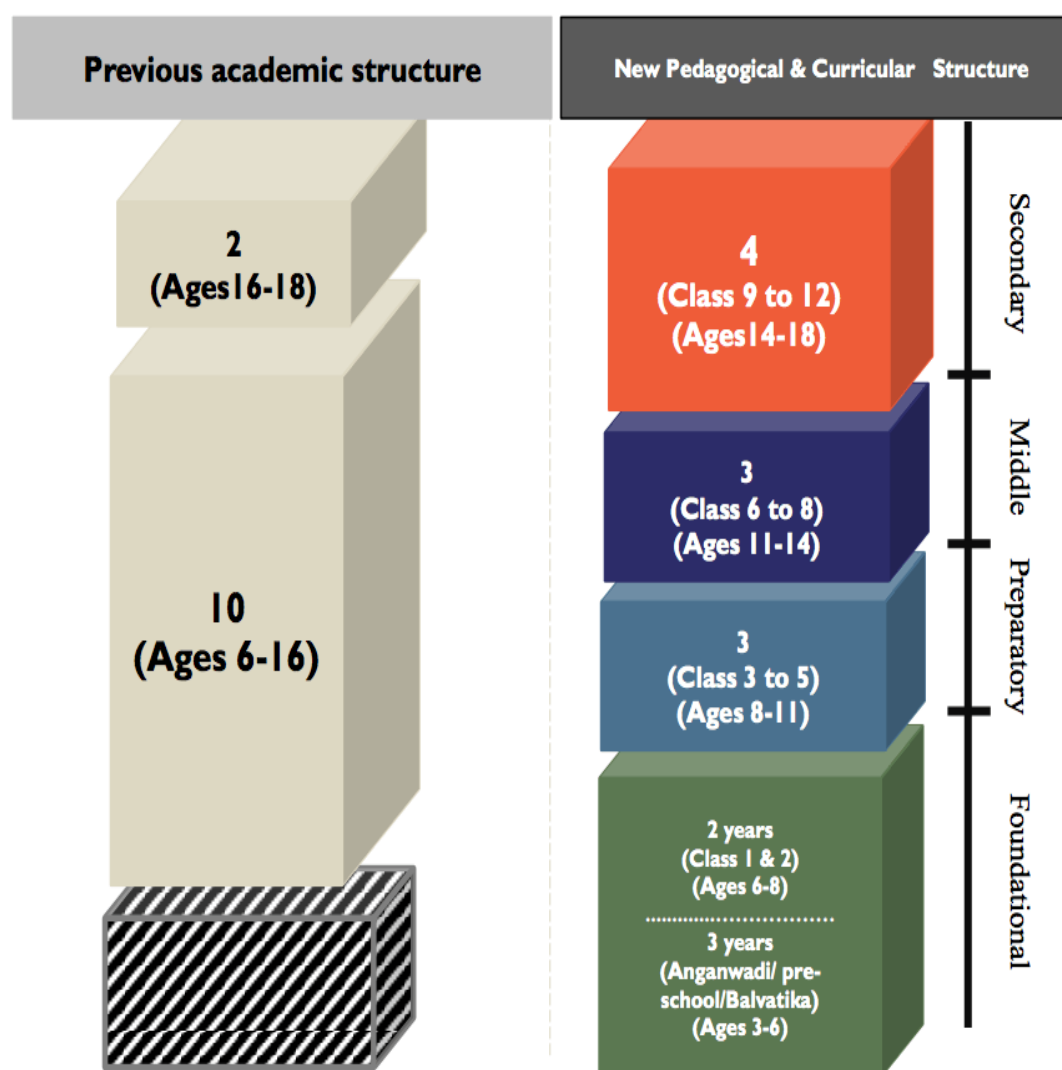 Previous academic structure
New Pedagogical & Curricular Structure
2
(Ages16-18)
10
(Ages 6-16)
4
(Class 9 to 12)
(Ages14-18)
3
(Class 6 to 8)
(Ages 11-14)
3
(Class 3 to 5)
(Ages 8-11)
2 years
(Class 1 & 2)
(Ages 6-8)
3 years
(Anganwadi/ pre-
school/Balvatika)
(Ages 3-6)
Secondary
Middle
Preparatory
Foundational